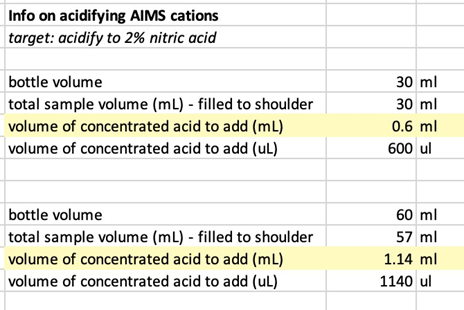 Info on acidifying AIMS cations
target: acidify to 2% nitric acid
bottle volume 30 ml
total sample volume (mL) - filled to shoulder 30 ml
volume of concentrated acid to add (mL) 0.6 ml
volume of concentrated acid to add (uL) 600 ul
bottle volume 60 ml
total sample volume (mL) - filled to shoulder 57 ml
volume of concentrated acid to add (mL) 1.14 ml
volume of concentrated acid to add (uL) 1140 ul